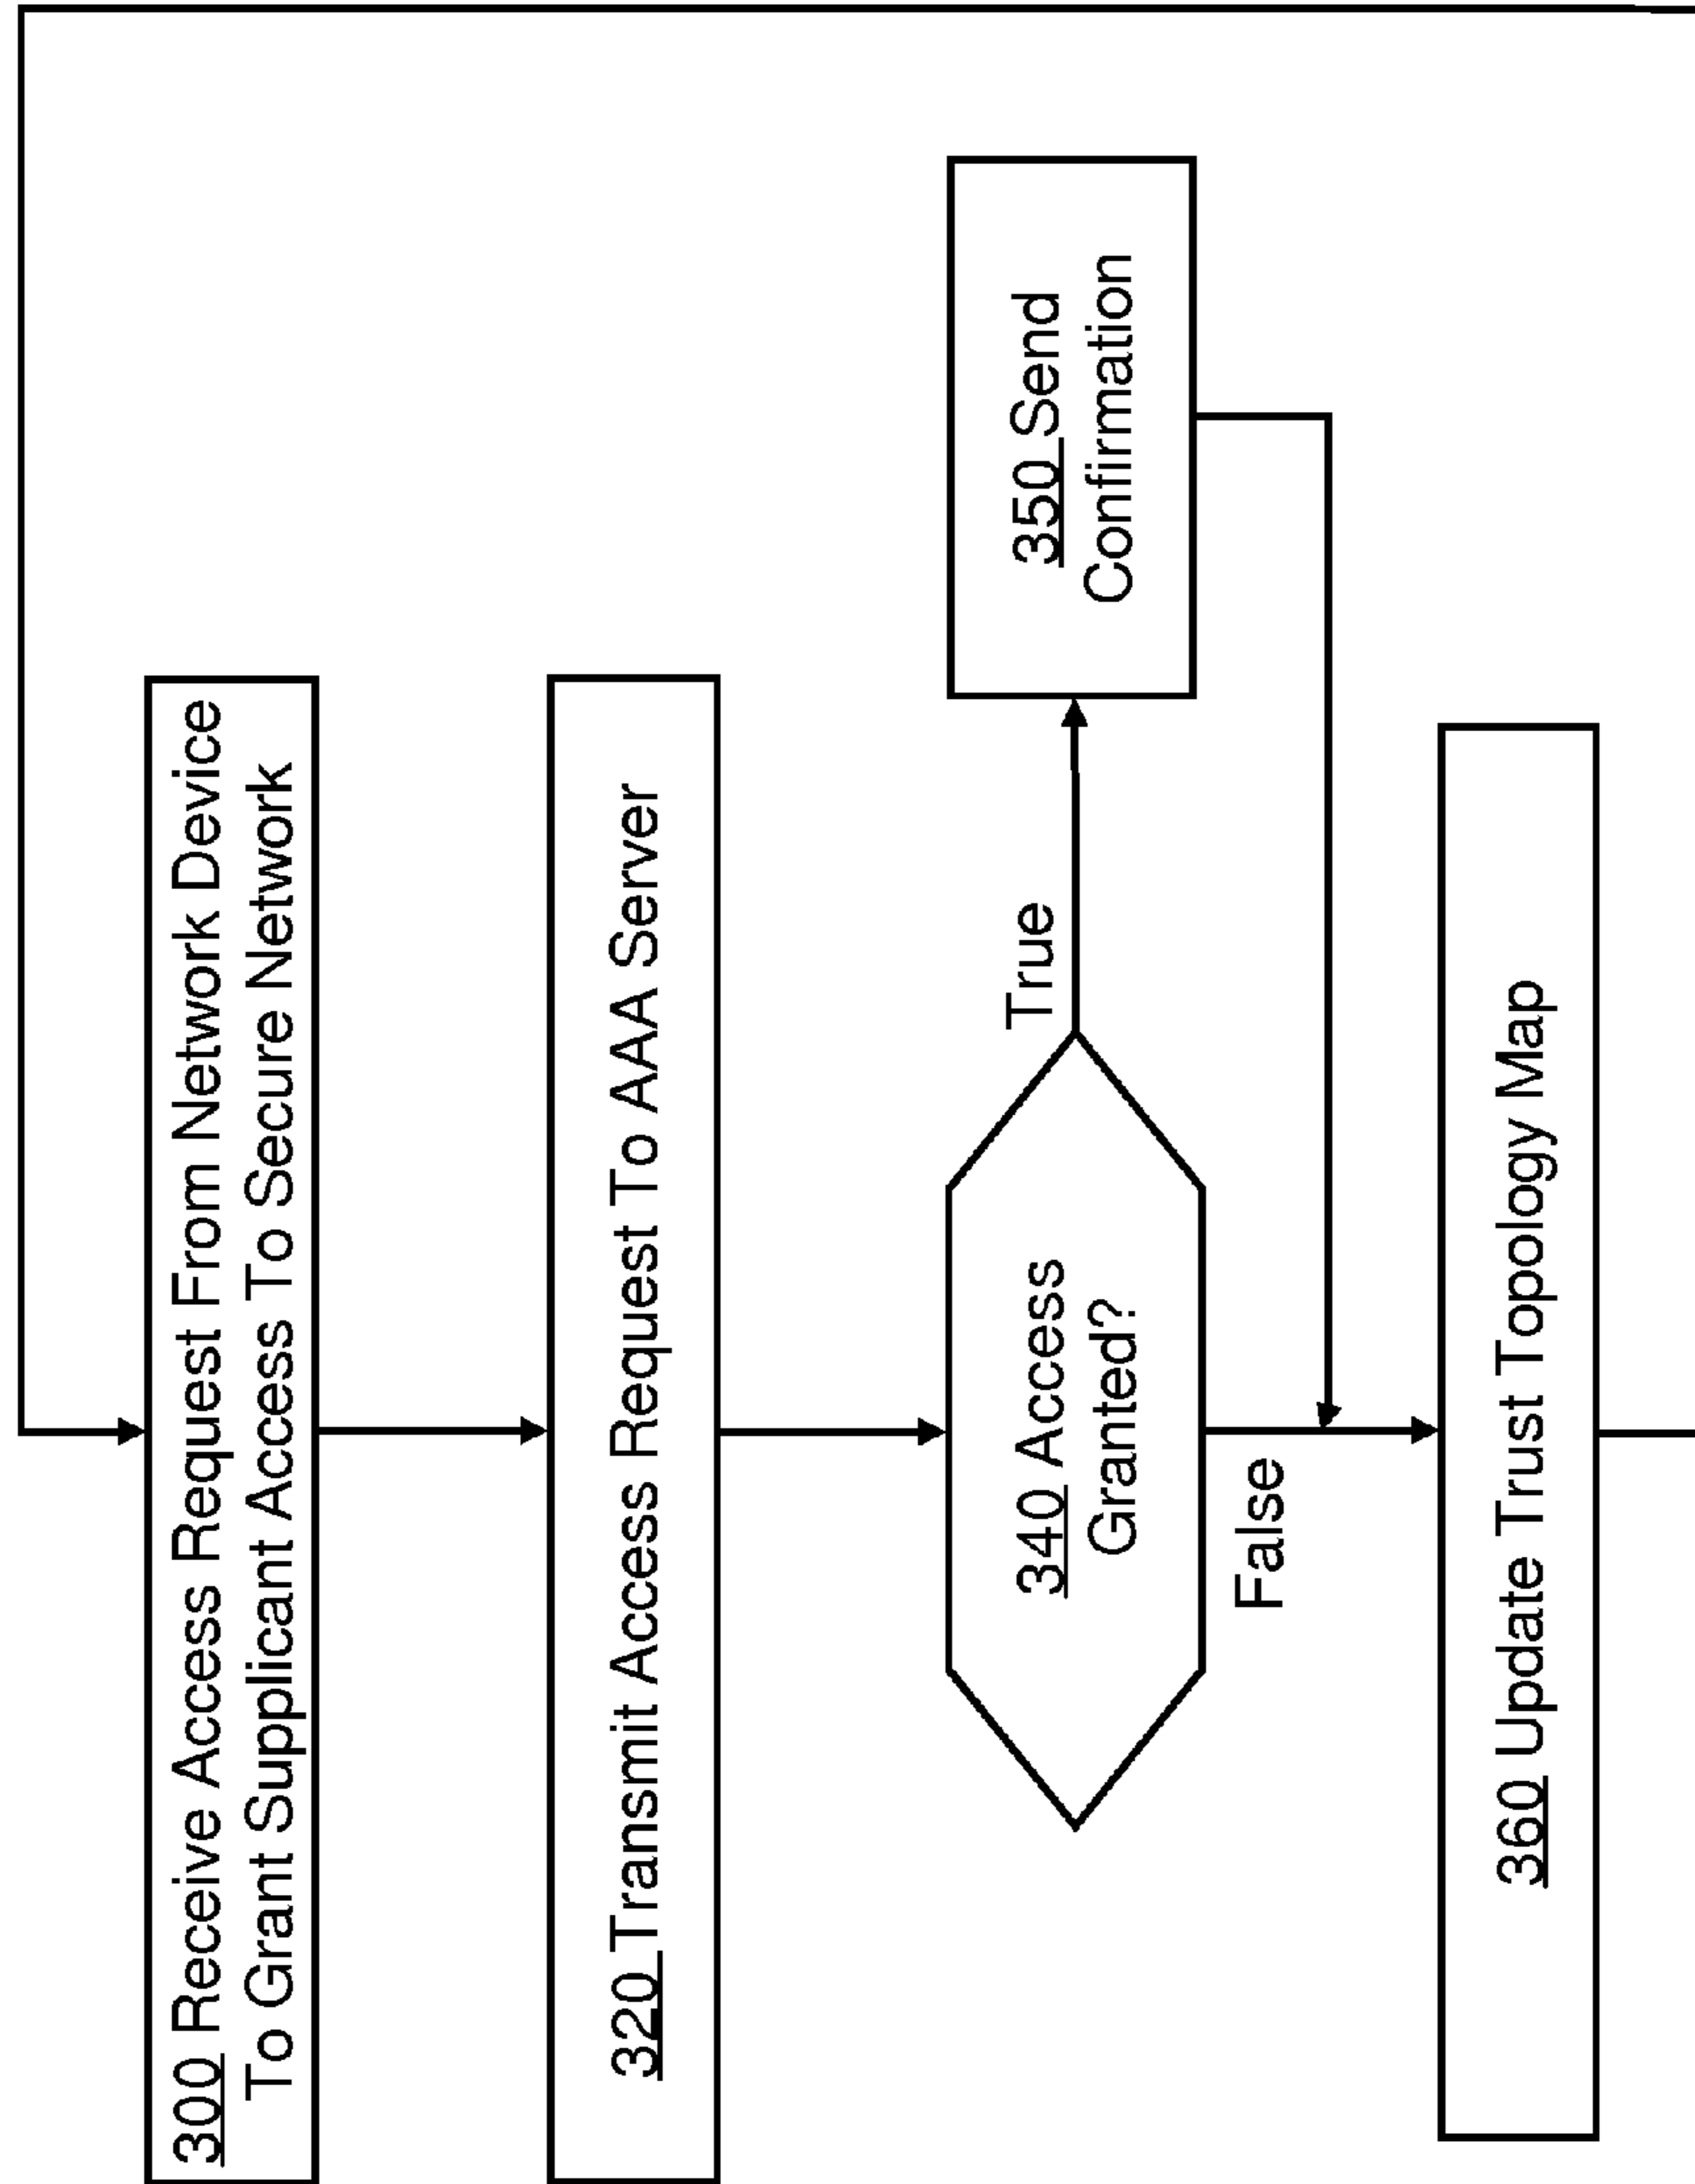 300 Receive Access Request From Network Device
To Grant Supplicant Access To Secure Network
320 Transmit Access Request To AAA Server
340 Access
Granted?
True
350 Send
Confirmation
False
360 Update Trust Topology Map